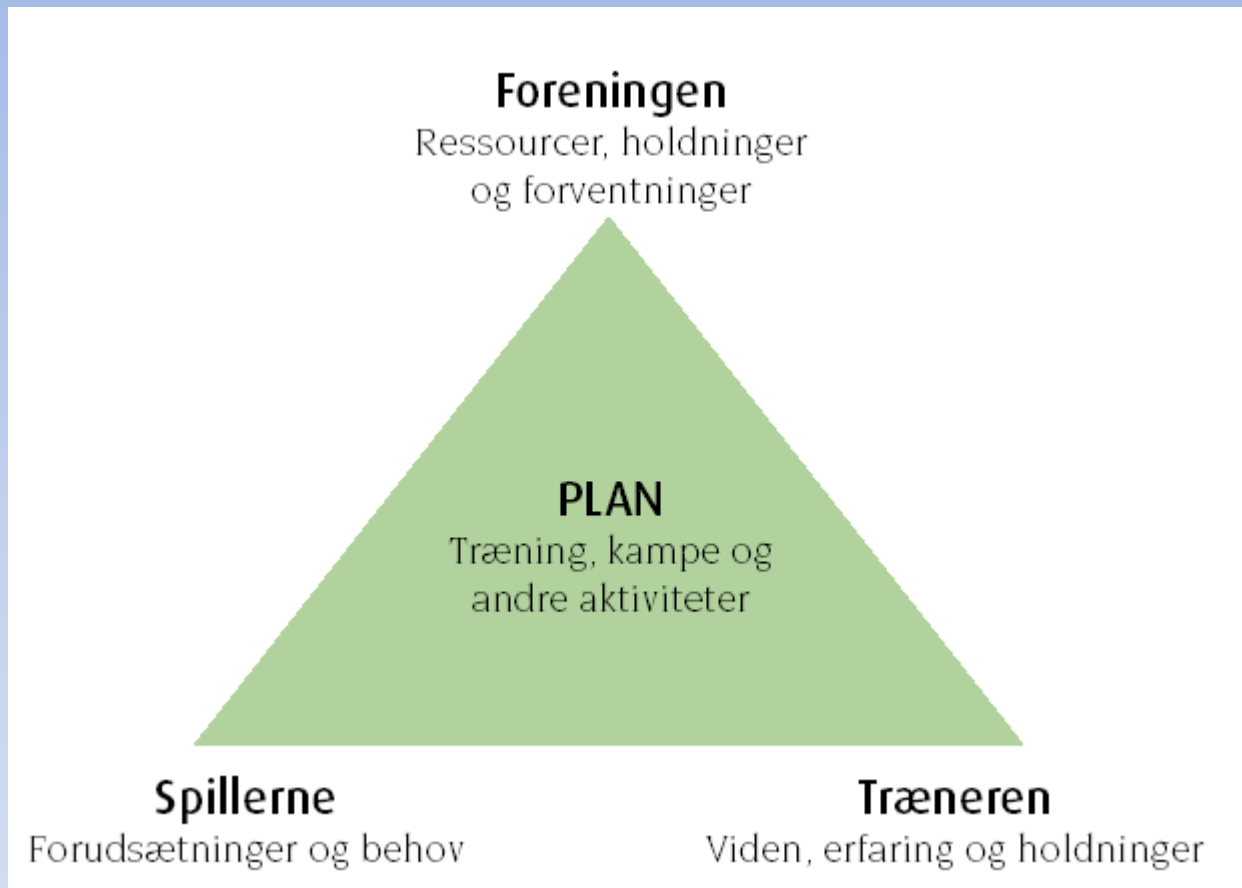 Foreningen
Ressourcer, holdninger
og forventninger
PLAN
Træning, kampe og
andre aktiviteter
Spillerne
Forudsætninger og behov
Træneren
Viden, erfaring og holdninger